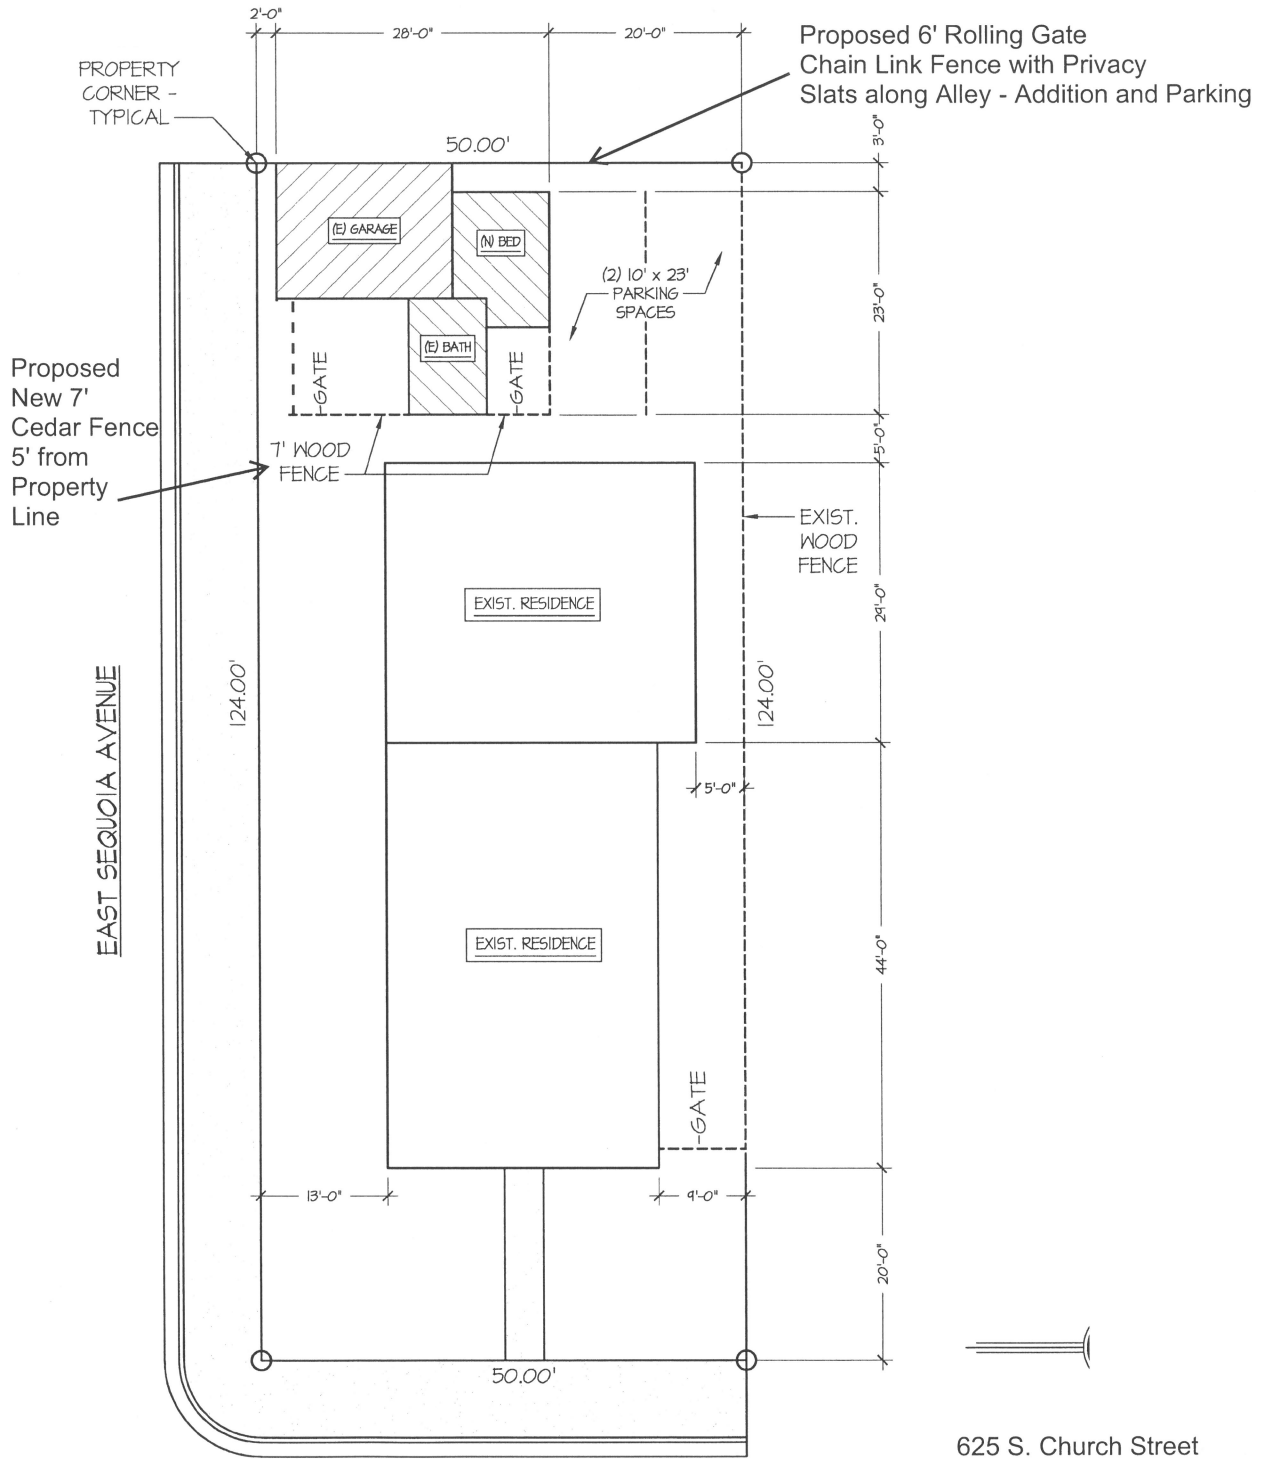 2'-0"
28'-0"
20'-0"
Proposed 6' Rolling Gate
Chain Link Fence with Privacy
Slats along Alley - Addition and Parking
PROPERTY
CORNER -
TYPICAL
50.00'
3'-0"
(E) GARAGE
(N) BED
(2) 10' x 23'
PARKING
SPACES
23'-0"
(E) BATH
GATE
GATE
Proposed
New 7'
Cedar Fence
5' from
Property
Line
7' WOOD
FENCE
5'-0"
EXIST.
WOOD
FENCE
EXIST. RESIDENCE
29'-0"
124.00'
124.00'
EAST SEQUOIA AVENUE
5'-0"
EXIST. RESIDENCE
44'-0"
GATE
13'-0"
9'-0"
20'-0"
50.00'
625 S. Church Street